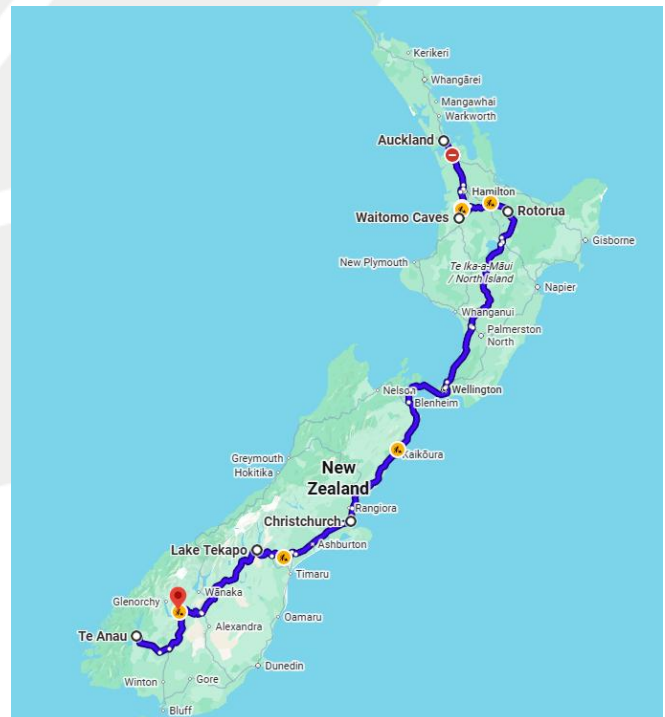 Kerikeri
Whangārei
Mangawhai
Warkworth
Auckland
Hamilton
Rotorua
Waitomo Caves
Gisborne
New Plymouth
Te Ika-a-Māui
/ North Island
Napier
Whanganui
Palmerston
North
Nelson
Wellington
Blenheim
Greymouth
Hokitika
Kaikōura
New
Zealand
Rangiora
Christchurch
Ashburton
Lake Tekapo
Timaru
Wānaka
Glenorchy
Oamaru
Alexandra
Te Anau
Dunedin
Gore
Winton
Bluff